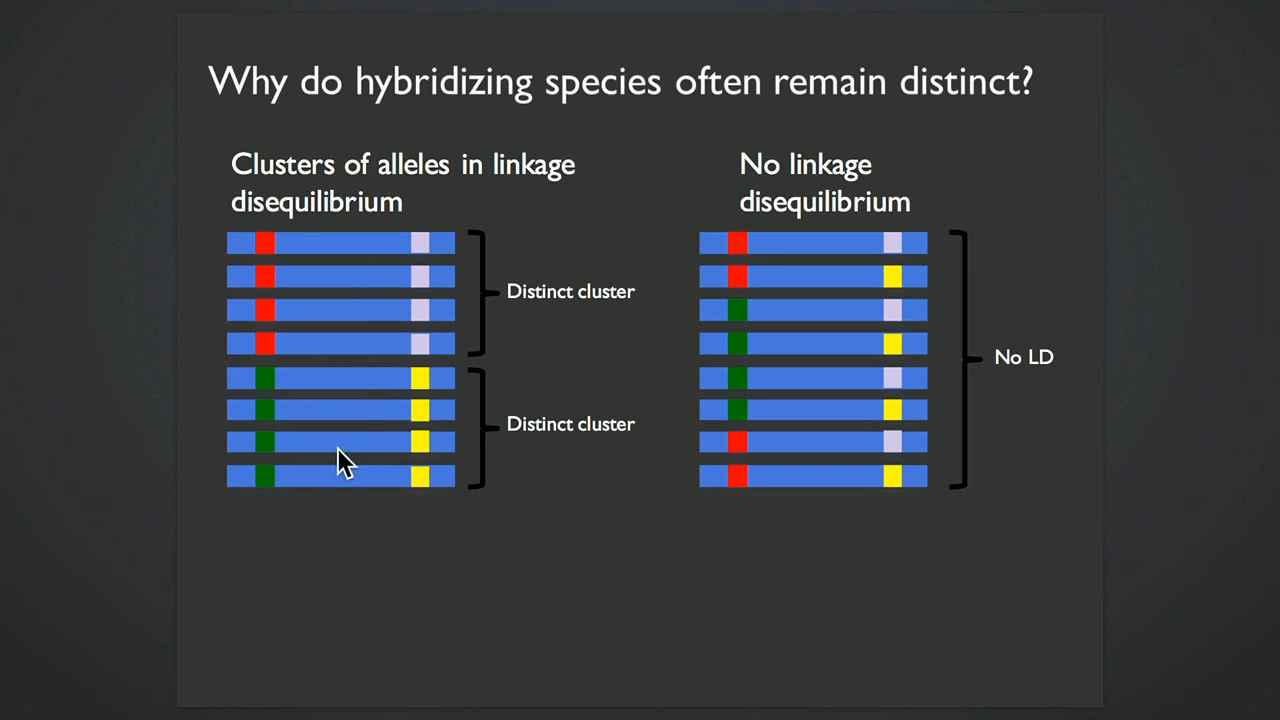 Why do hybridizing species often remain distinct?
Clusters of alleles in linkage
disequilibrium
Distinct cluster
Distinct cluster
No linkage
disequilibrium
No LD